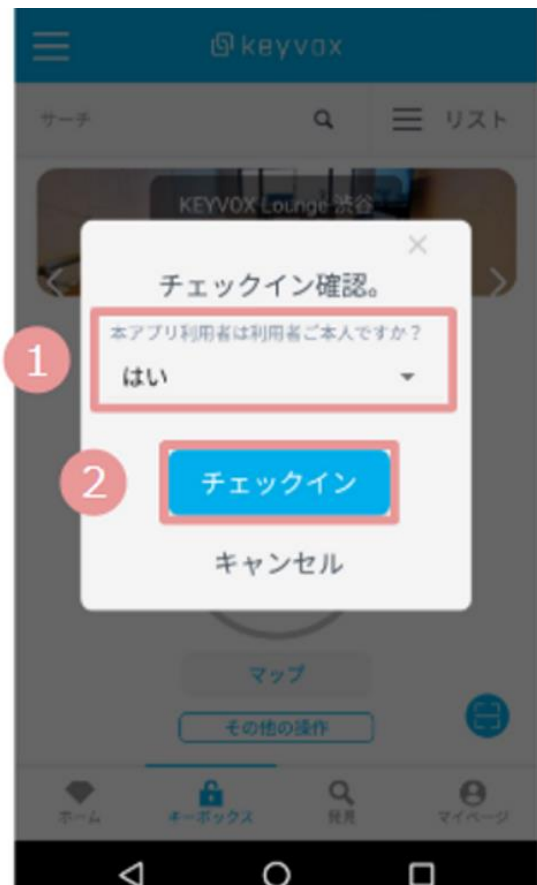 keyvox
サーチ
リスト
KEYVOX Lounge 渋谷
チェックイン確認。
1
本アプリ利用者は利用者ご本人ですか？
はい
2
チェックイン
キャンセル
マップ
その他の操作
ホーム
キーボックス
発見
マイページ